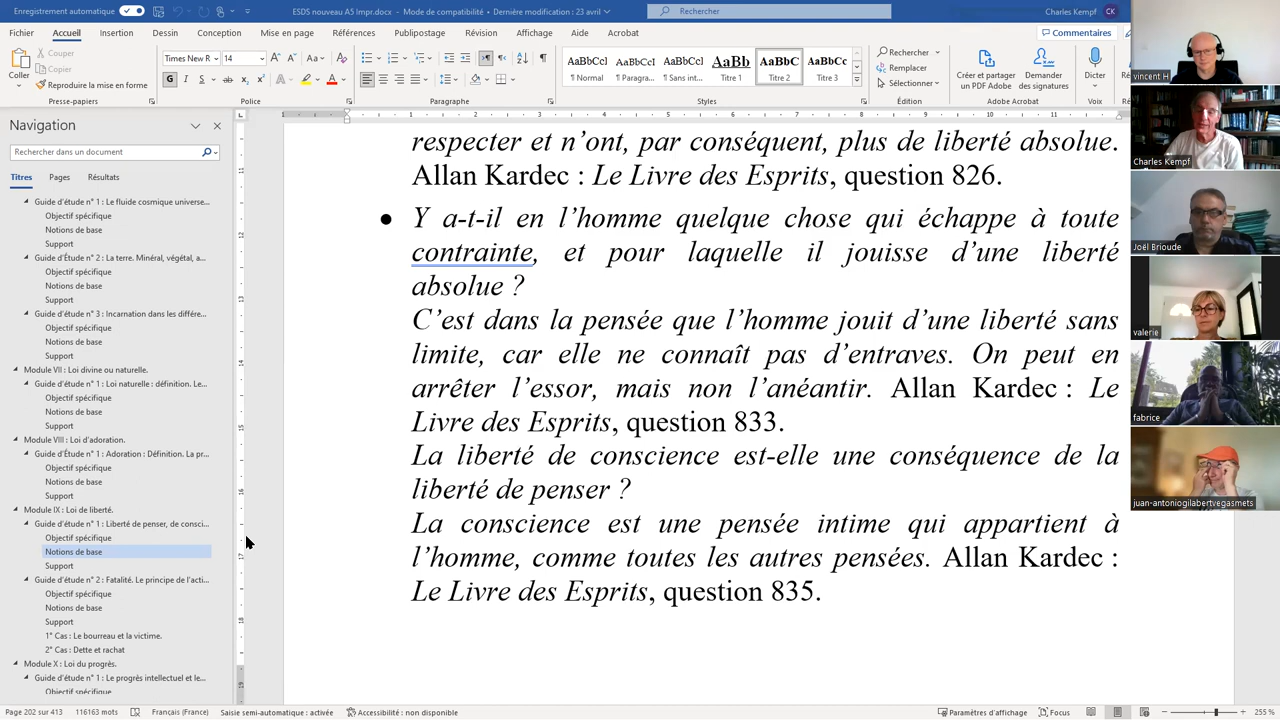 Enregistrement automatique
ESDS nouveau A5 Impr.docx - Mode de compatibilité • Dernière modification : 23 avril
Rechercher
Charles Kempf
CK
Fichier Accueil Insertion Dessin Conception Mise en page Références Publipostage Révision Affichage Aide Acrobat
Commentaires
Coller
Couper
Copier
Reproduire la mise en forme
Presse-papiers
Times New R
14
G I S ab
Police
Paragraphe
AaBbCcI AaBbCcI AaBbCcI AaBb AaBbC AaBbCc
¶ Normal ¶ Paragra... ¶ Sans int... Titre 1 Titre 2 Titre 3
Styles
Rechercher
Remplacer
Sélectionner
Édition
Créer et partager
un PDF Adobe
Demander
des signatures
Adobe Acrobat
Dicter
Navigation
Rechercher dans un document
Titres Pages Résultats
Guide d'étude n° 1 : Le fluide cosmique universe...
Objectif spécifique
Notions de base
Support
Guide d'Étude n° 2 : La terre. Minéral, végétal, a...
Objectif spécifique
Notions de base
Support
Guide d'étude n° 3 : Incarnation dans les différe...
Objectif spécifique
Notions de base
Support
Module VII : Loi divine ou naturelle.
Guide d'étude n° 1 : Loi naturelle : définition. Le...
Objectif spécifique
Notions de base
Support
Module VIII : Loi d'adoration.
Guide d'Étude n° 1 : Adoration : Définition. La pr...
Objectif spécifique
Notions de base
Support
Module IX : Loi de liberté.
Guide d'étude n° 1 : Liberté de penser, de consci...
Objectif spécifique
Notions de base
Support
Guide d'étude n° 2 : Fatalité. Le principe de l'acti...
Objectif spécifique
Notions de base
Support
1° Cas : Le bourreau et la victime.
2° Cas : Dette et rachat
Module X : Loi du progrès.
Guide d'étude n° 1 : Le progrès intellectuel et le...
Objectif spécifique
respecter et n'ont, par conséquent, plus de liberté absolue.
Allan Kardec : Le Livre des Esprits, question 826.
● Y a-t-il en l'homme quelque chose qui échappe à toute
contrainte, et pour laquelle il jouisse d'une liberté
absolue ?
C'est dans la pensée que l'homme jouit d'une liberté sans
limite, car elle ne connaît pas d'entraves. On peut en
arrêter l'essor, mais non l'anéantir. Allan Kardec : Le
Livre des Esprits, question 833.
La liberté de conscience est-elle une conséquence de la
liberté de penser ?
La conscience est une pensée intime qui appartient à
l'homme, comme toutes les autres pensées. Allan Kardec :
Le Livre des Esprits, question 835.
vincent H
Charles Kempf
Joël Brioude
valerie
fabrice
juan-antoniogilabertvegasmets
Page 202 sur 413 116163 mots Français (France) Saisie semi-automatique : activée Accessibilité : non disponible
Paramètres d'affichage Focus 255 %